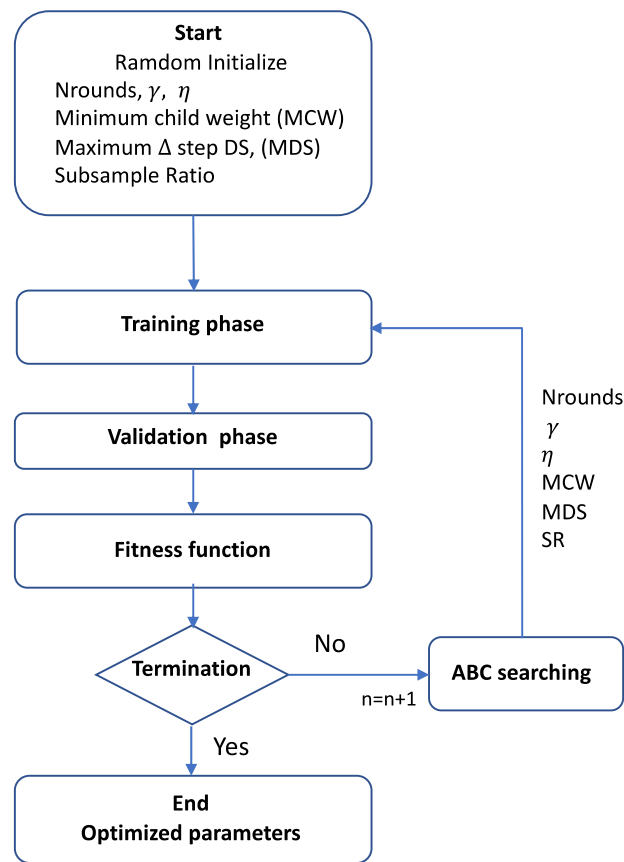 Start
Ramdom Initialize
Nrounds, γ, η
Minimum child weight (MCW)
Maximum Δ step DS, (MDS)
Subsample Ratio
Training phase
Validation phase
Fitness function
Termination
No
n=n+1
ABC searching
Nrounds
γ
η
MCW
MDS
SR
Yes
End
Optimized parameters